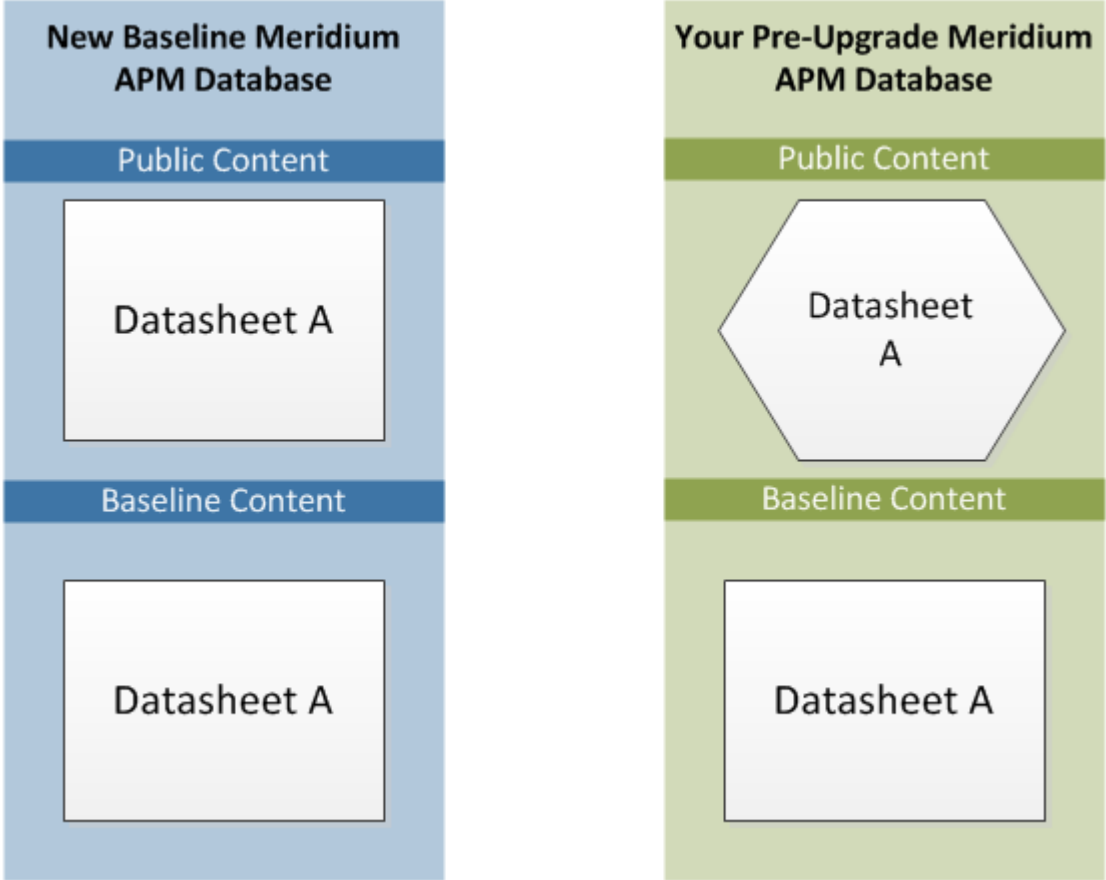 New Baseline Meridium
APM Database
Public Content
Datasheet A
Baseline Content
Datasheet A
Your Pre-Upgrade Meridium
APM Database
Public Content
Datasheet
A
Baseline Content
Datasheet A